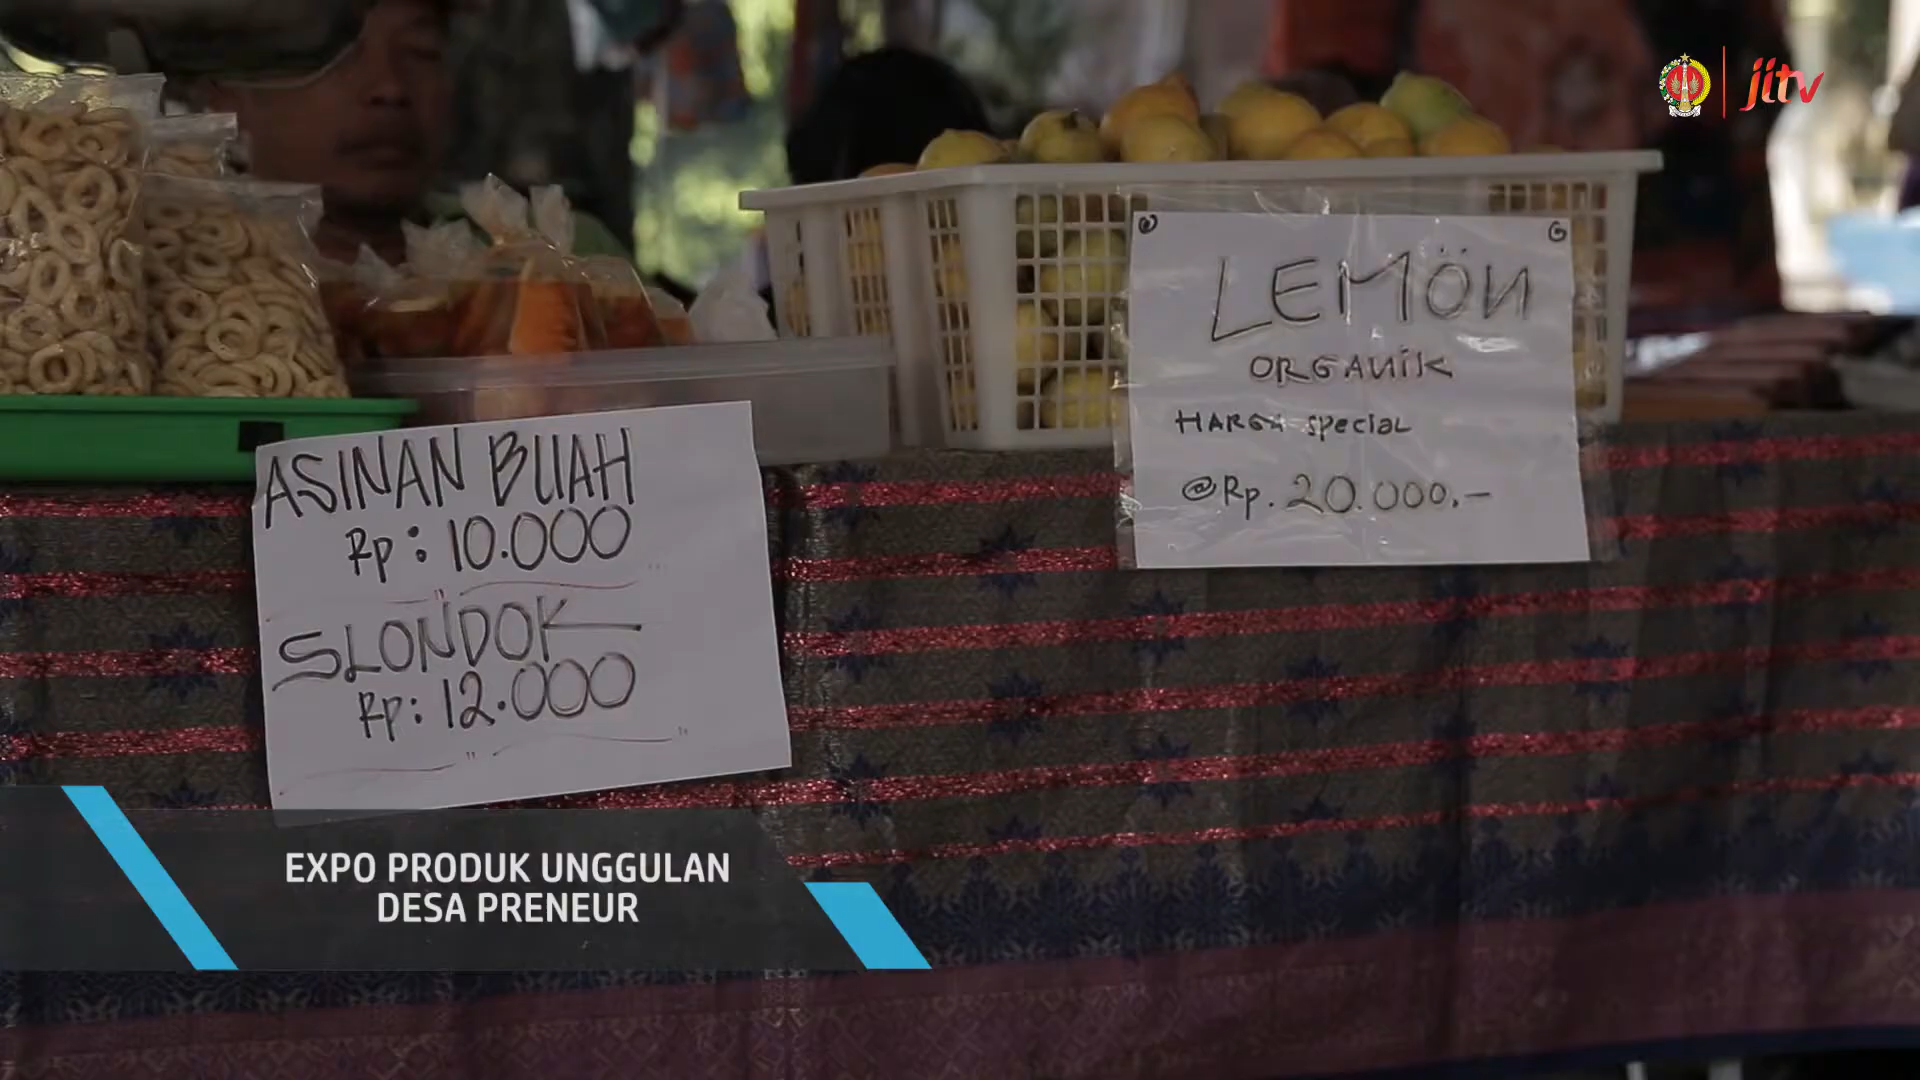 jitv
LEMÖN
ORGANIK
HARGA special
@Rp. 20.000.-
ASINAN BUAH
Rp: 10.000
SLONDOK
Rp: 12.000
EXPO PRODUK UNGGULAN
DESA PRENEUR